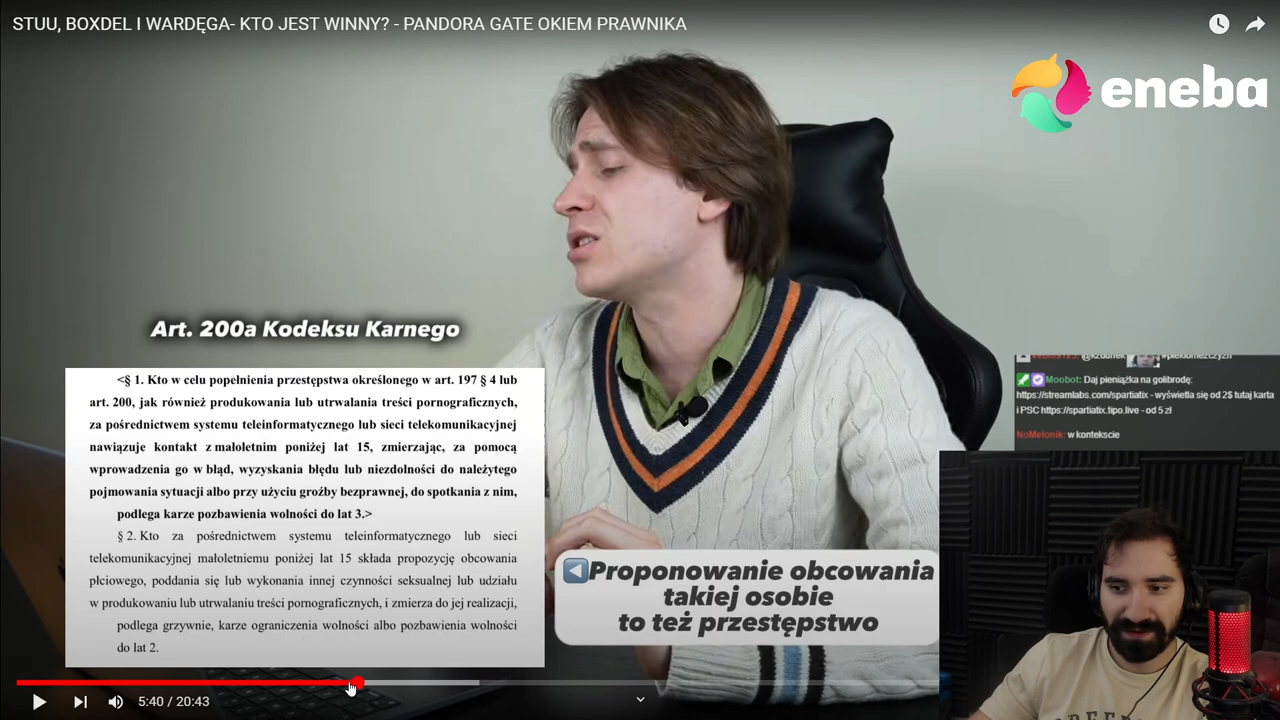 STUU, BOXDEL I WARDĘGA- KTO JEST WINNY? - PANDORA GATE OKIEM PRAWNIKA
eneba
Art. 200a Kodeksu Karnego
<§ 1. Kto w celu popełnienia przestępstwa określonego w art. 197 § 4 lub
art. 200, jak również produkowania lub utrwalania treści pornograficznych,
za pośrednictwem systemu teleinformatycznego lub sieci telekomunikacyjnej
nawiązuje kontakt z małoletnim poniżej lat 15, zmierzając, za pomocą
wprowadzenia go w błąd, wyzyskania błędu lub niezdolności do należytego
pojmowania sytuacji albo przy użyciu groźby bezprawnej, do spotkania z nim,
podlega karze pozbawienia wolności do lat 3.>
§ 2. Kto za pośrednictwem systemu teleinformatycznego lub sieci
telekomunikacyjnej małoletniemu poniżej lat 15 składa propozycję obcowania
płciowego, poddania się lub wykonania innej czynności seksualnej lub udziału
w produkowaniu lub utrwalaniu treści pornograficznych, i zmierza do jej realizacji,
podlega grzywnie, karze ograniczenia wolności albo pozbawienia wolności
do lat 2.
Proponowanie obcowania
takiej osobie
to też przestępstwo
Moobot: Daj pieniążka na golibrodę:
https://streamlabs.com/spartiatix - wyświetla się od 2$ tutaj karta
i PSC https://spartiatix.tipo.live - od 5 zł
NoMelonik: w kontekscie
5:40 / 20:43